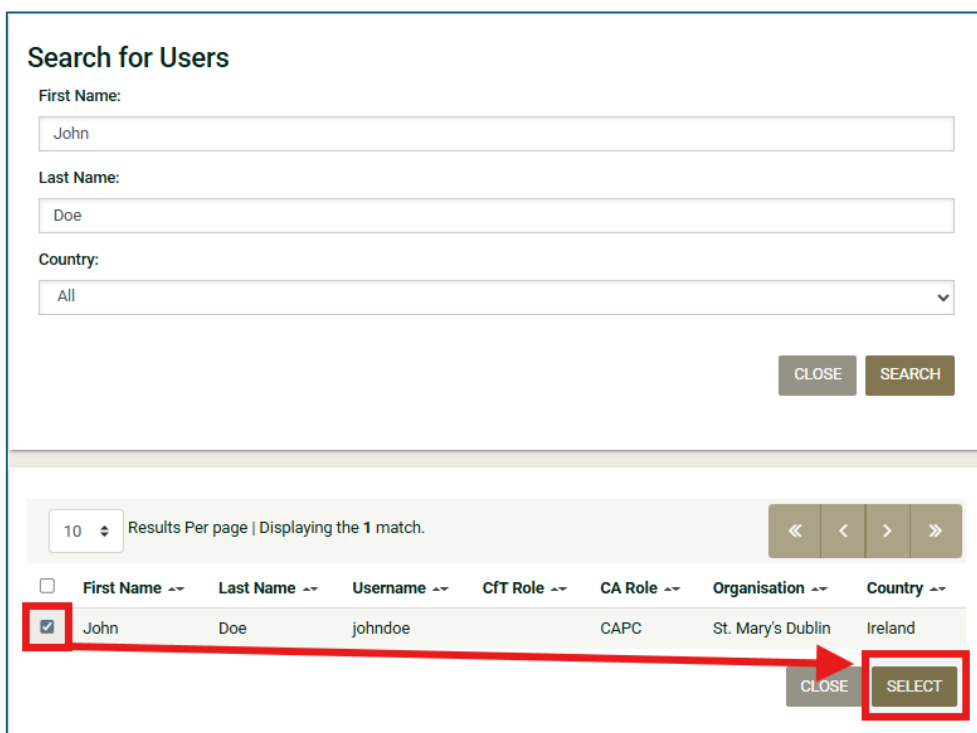 Search for Users
First Name:
John
Last Name:
Doe
Country:
All
CLOSE SEARCH
10 Results Per page | Displaying the 1 match.
First Name Last Name Username CfT Role CA Role Organisation Country
John Doe johndoe CAPC St. Mary's Dublin Ireland
CLOSE SELECT